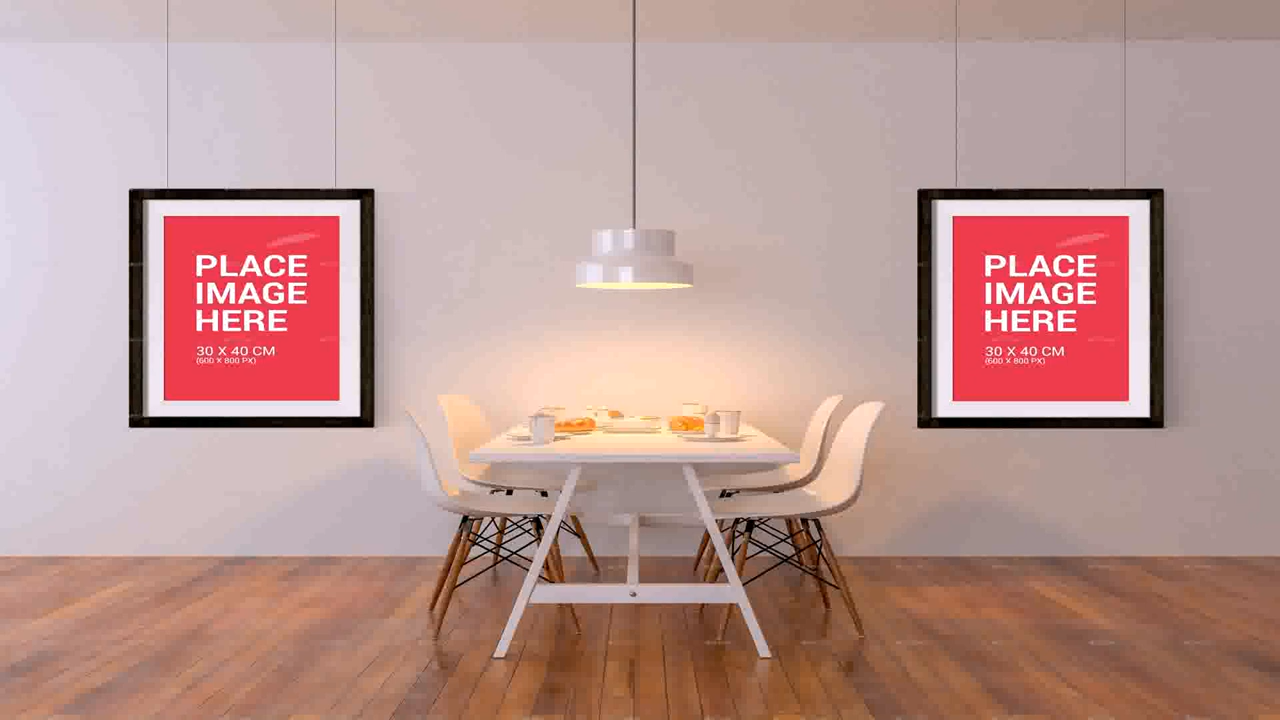 PLACE
IMAGE
HERE
30 X 40 CM
(600 X 800 PX)
PLACE
IMAGE
HERE
30 X 40 CM
(600 X 800 PX)